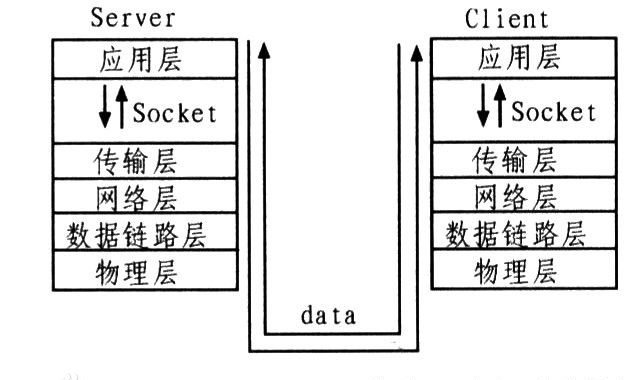 Server
应用层
Socket
传输层
网络层
数据链路层
物理层
data
Client
应用层
Socket
传输层
网络层
数据链路层
物理层